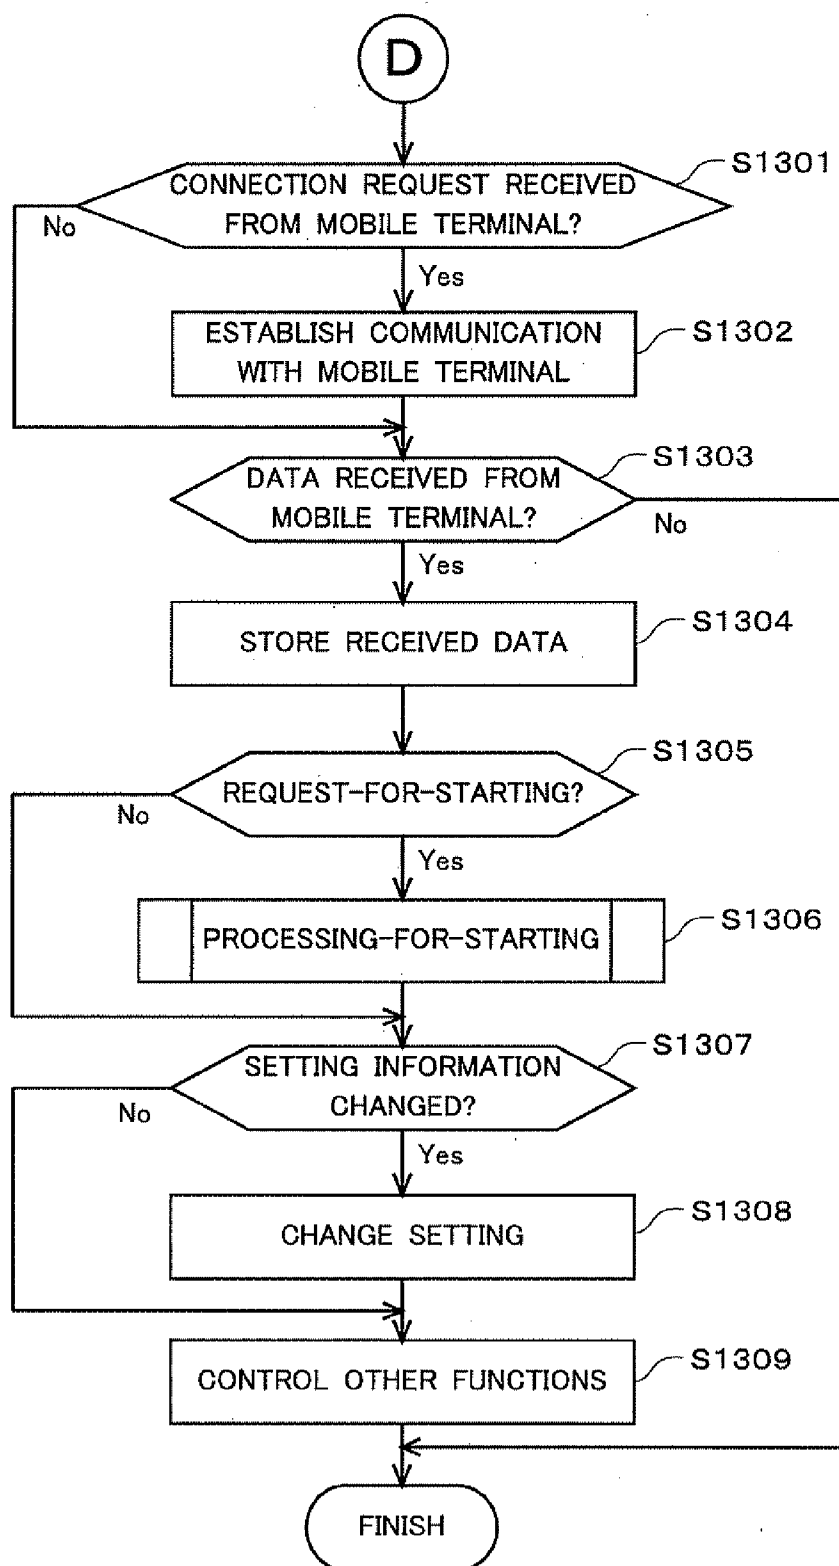 D
S1301
CONNECTION REQUEST RECEIVED
FROM MOBILE TERMINAL?
No
Yes
S1302
ESTABLISH COMMUNICATION
WITH MOBILE TERMINAL
S1303
DATA RECEIVED FROM
MOBILE TERMINAL?
No
Yes
S1304
STORE RECEIVED DATA
S1305
REQUEST-FOR-STARTING?
No
Yes
S1306
PROCESSING-FOR-STARTING
S1307
SETTING INFORMATION
CHANGED?
No
Yes
S1308
CHANGE SETTING
S1309
CONTROL OTHER FUNCTIONS
FINISH